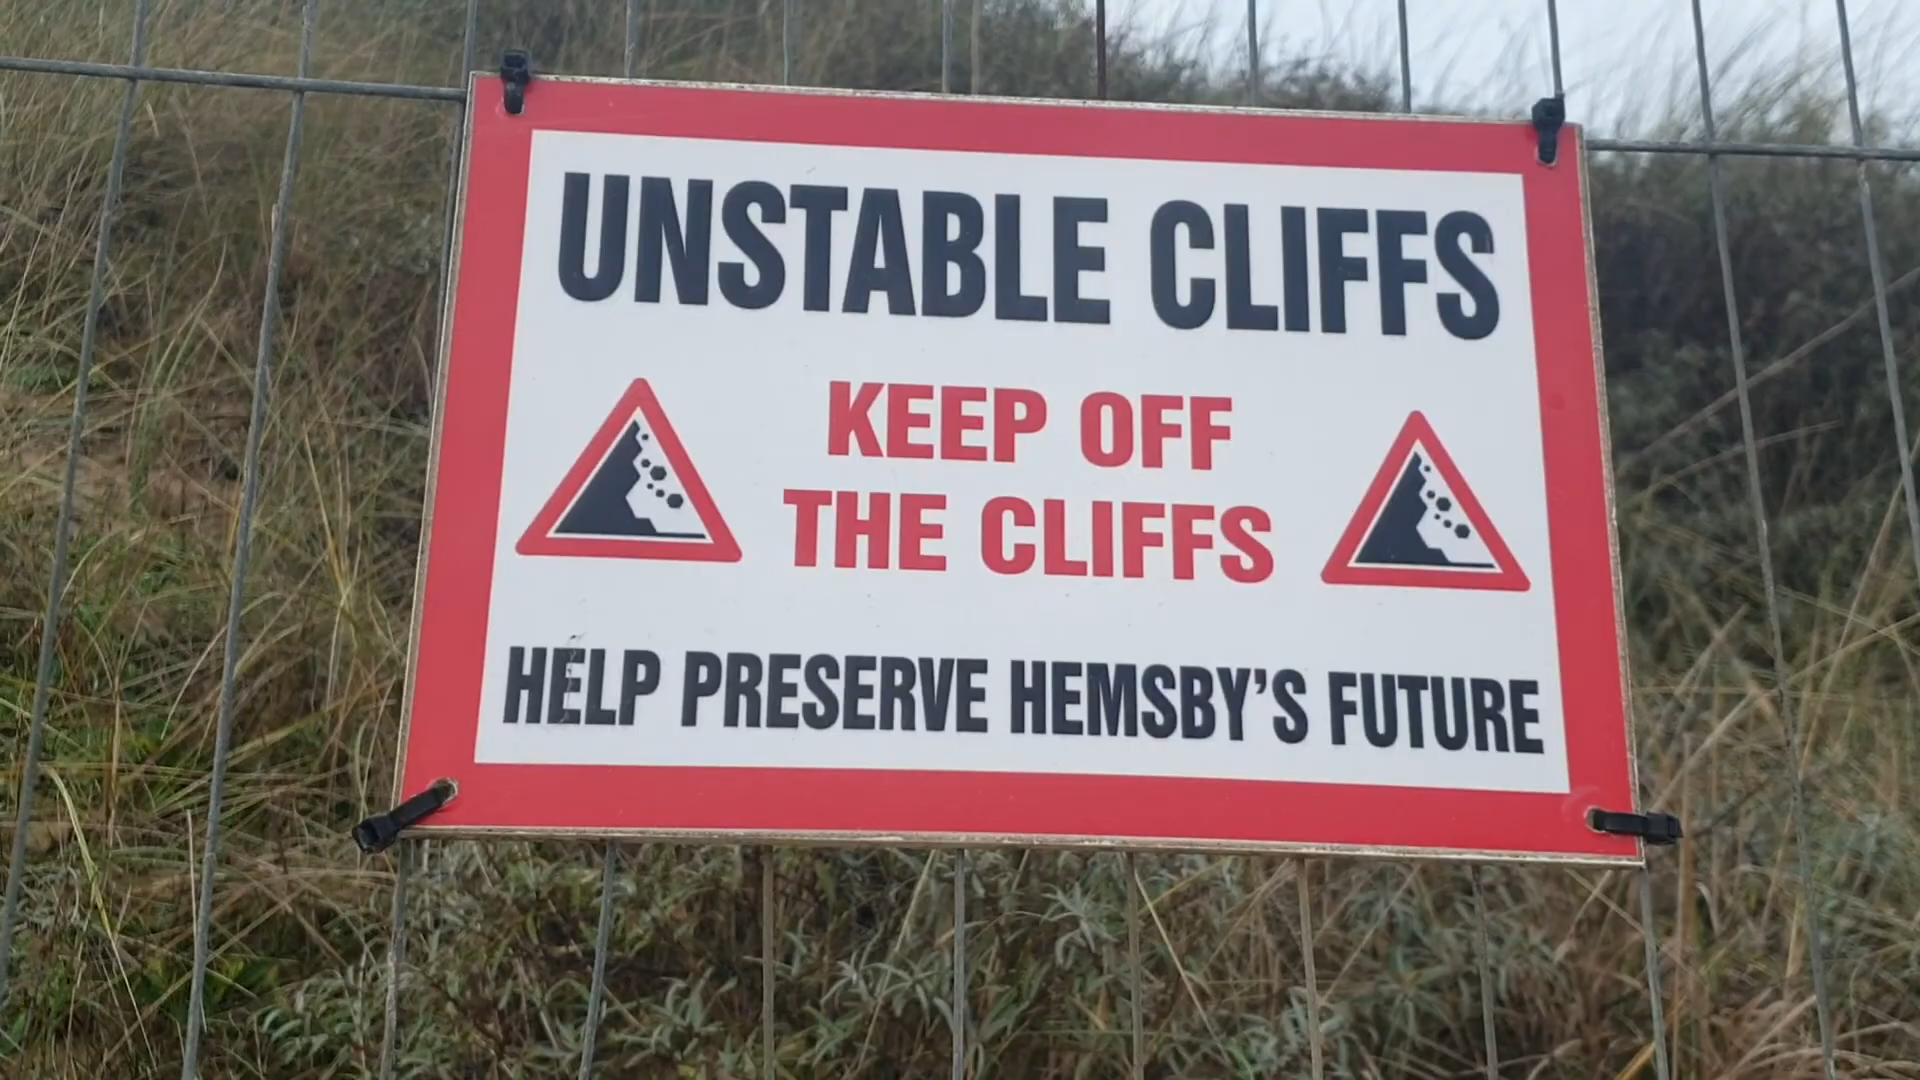 UNSTABLE CLIFFS
KEEP OFF
THE CLIFFS
HELP PRESERVE HEMSBY'S FUTURE